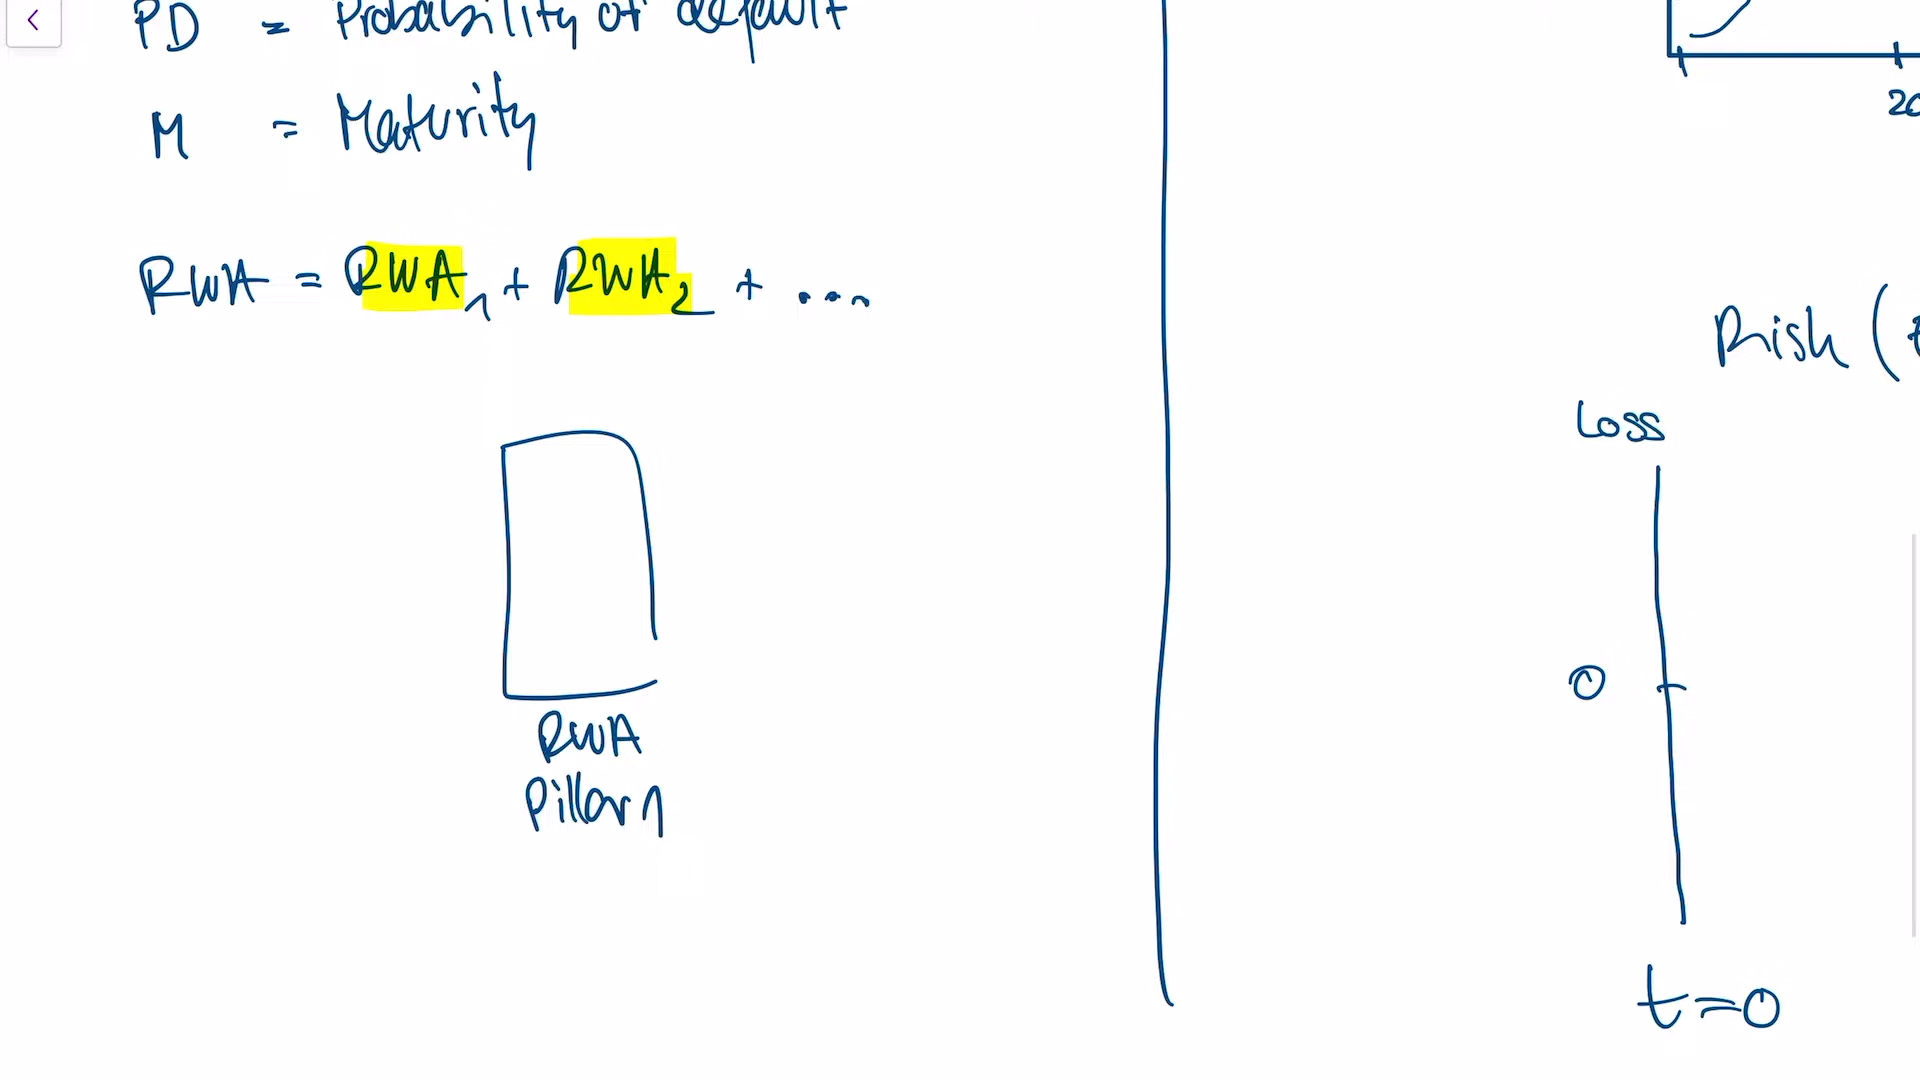 PD = Probability of default
M = Maturity
RWA = RWA1 + RWA2 + ...
RWA
Pillar 1
20
Risk (
Loss
0
t=0